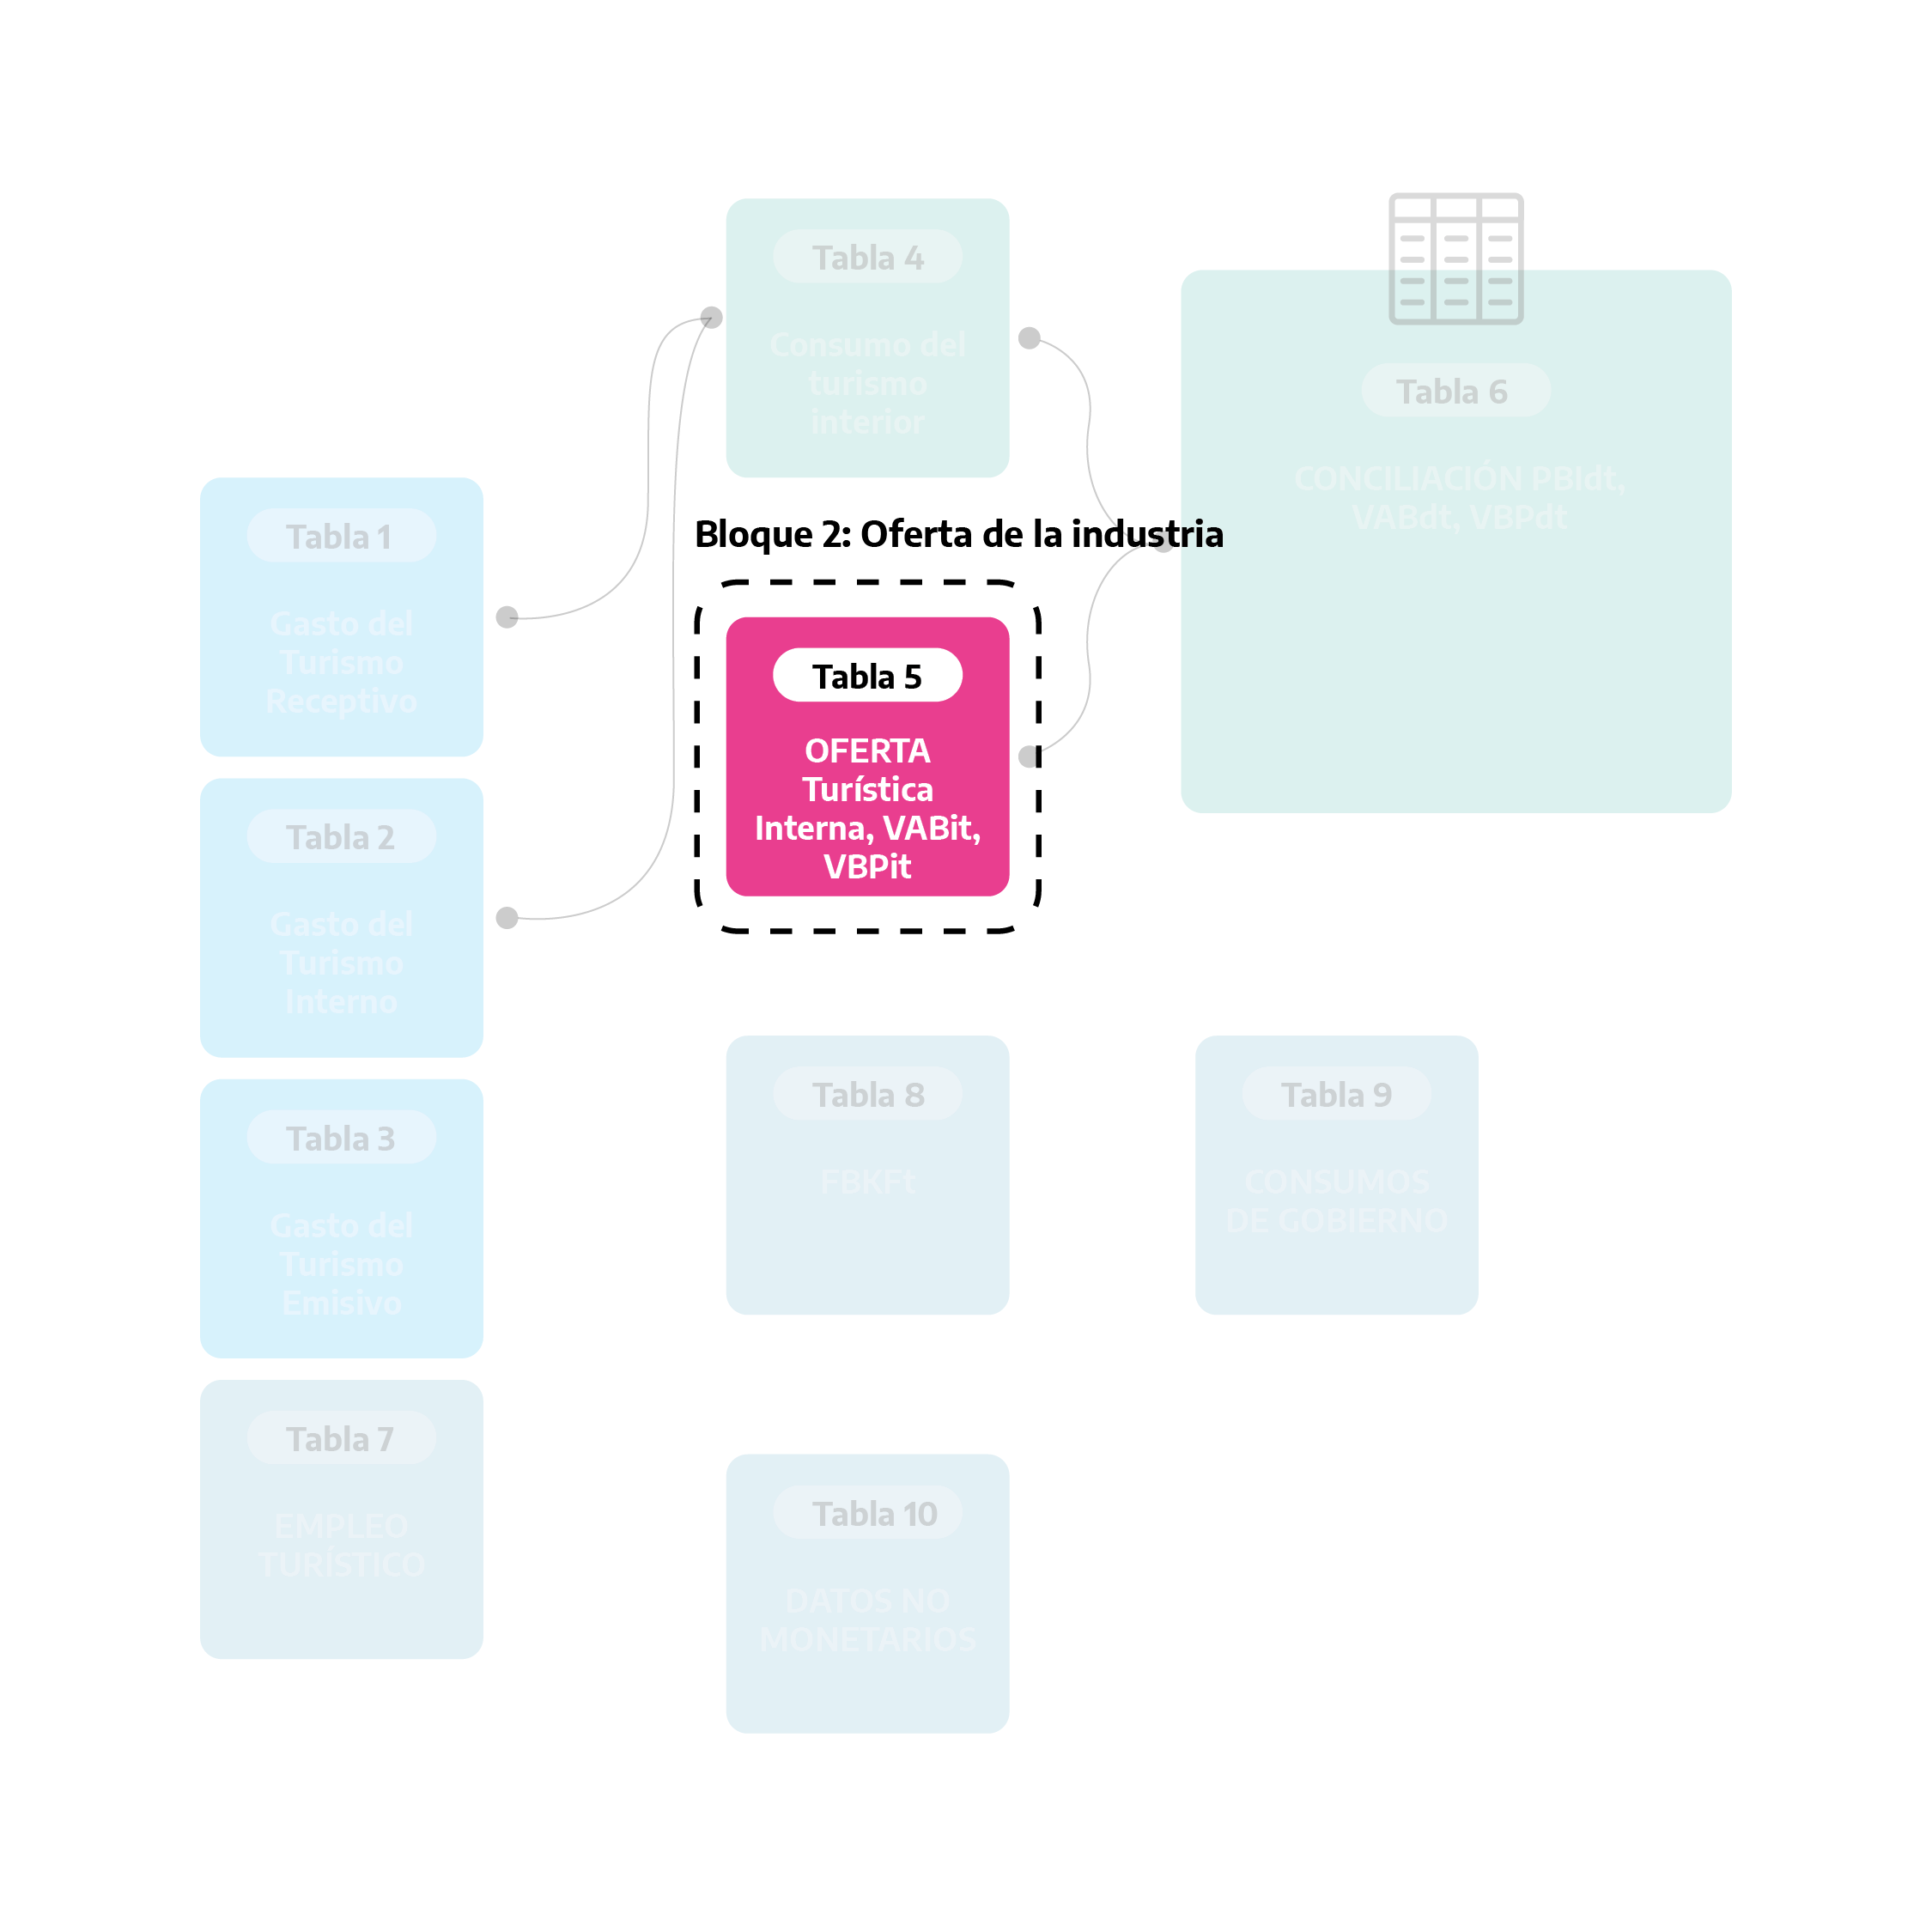 Tabla 4
Consumo del
turismo
interior
Tabla 6
CONCILIACIÓN PBIdt,
VABdt, VBPdt
Tabla 1
Gasto del
Turismo
Receptivo
Bloque 2: Oferta de la industria
Tabla 5
OFERTA
Turística
Interna, VABit,
VBPit
Tabla 2
Gasto del
Turismo
Interno
Tabla 3
Gasto del
Turismo
Emisivo
Tabla 8
FBKFt
Tabla 9
CONSUMOS
DE GOBIERNO
Tabla 7
EMPLEO
TURÍSTICO
Tabla 10
DATOS NO
MONETARIOS